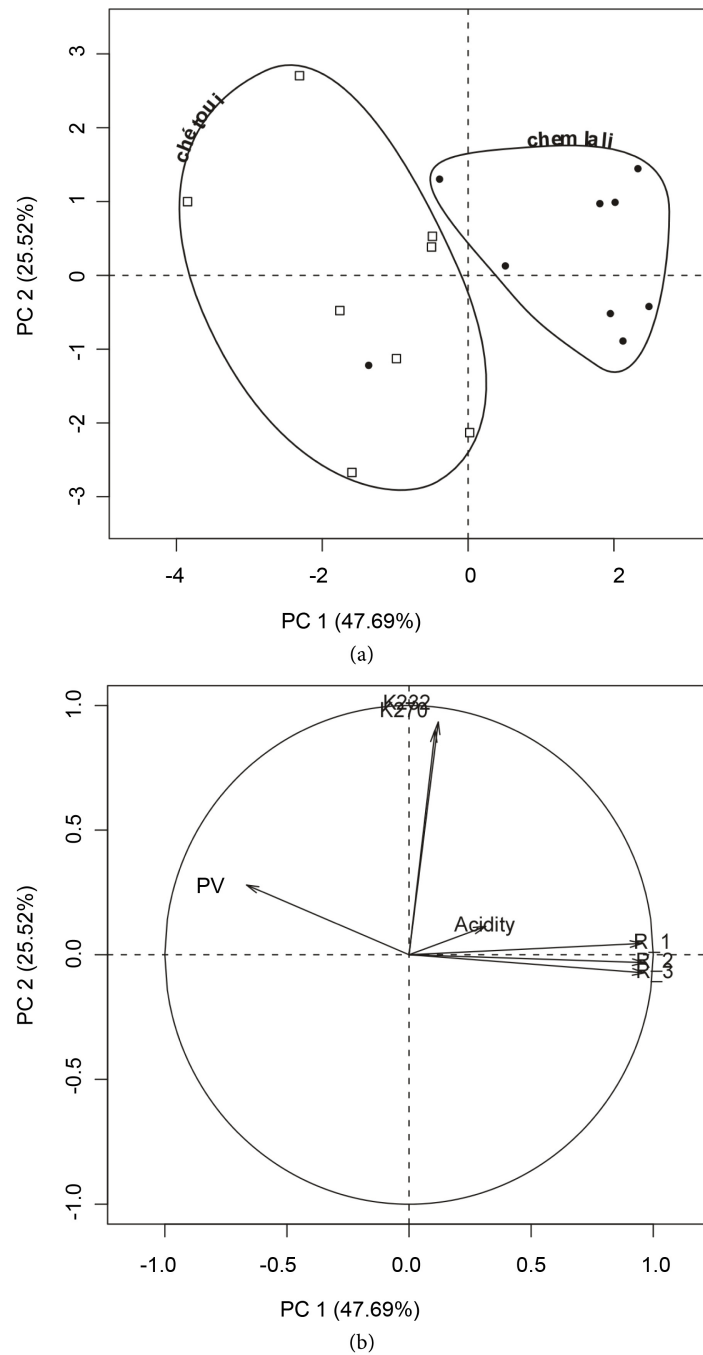 3
2
1
0
-1
-2
-3
PC 2 (25.52%)
chétoui
chemlali
-4
-2
0
2
PC 1 (47.69%)
(a)
1.0
0.5
0.0
-0.5
-1.0
PC 2 (25.52%)
K232
K270
PV
Acidity
R_1
R_2
R_3
-1.0
-0.5
0.0
0.5
1.0
PC 1 (47.69%)
(b)